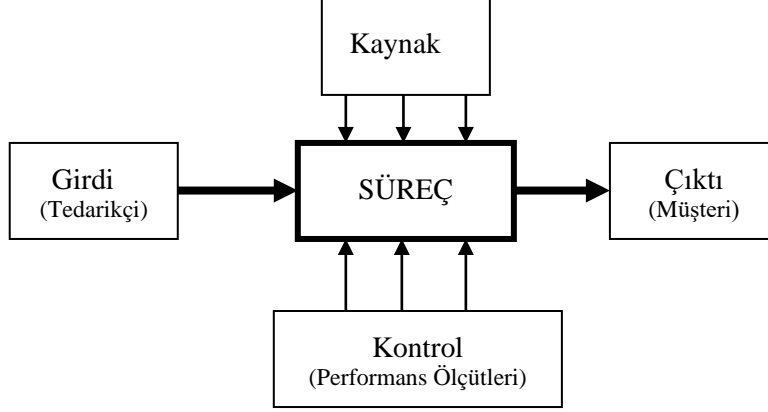 Kaynak
Girdi
(Tedarikçi)
SÜREÇ
Çıktı
(Müşteri)
Kontrol
(Performans Ölçütleri)